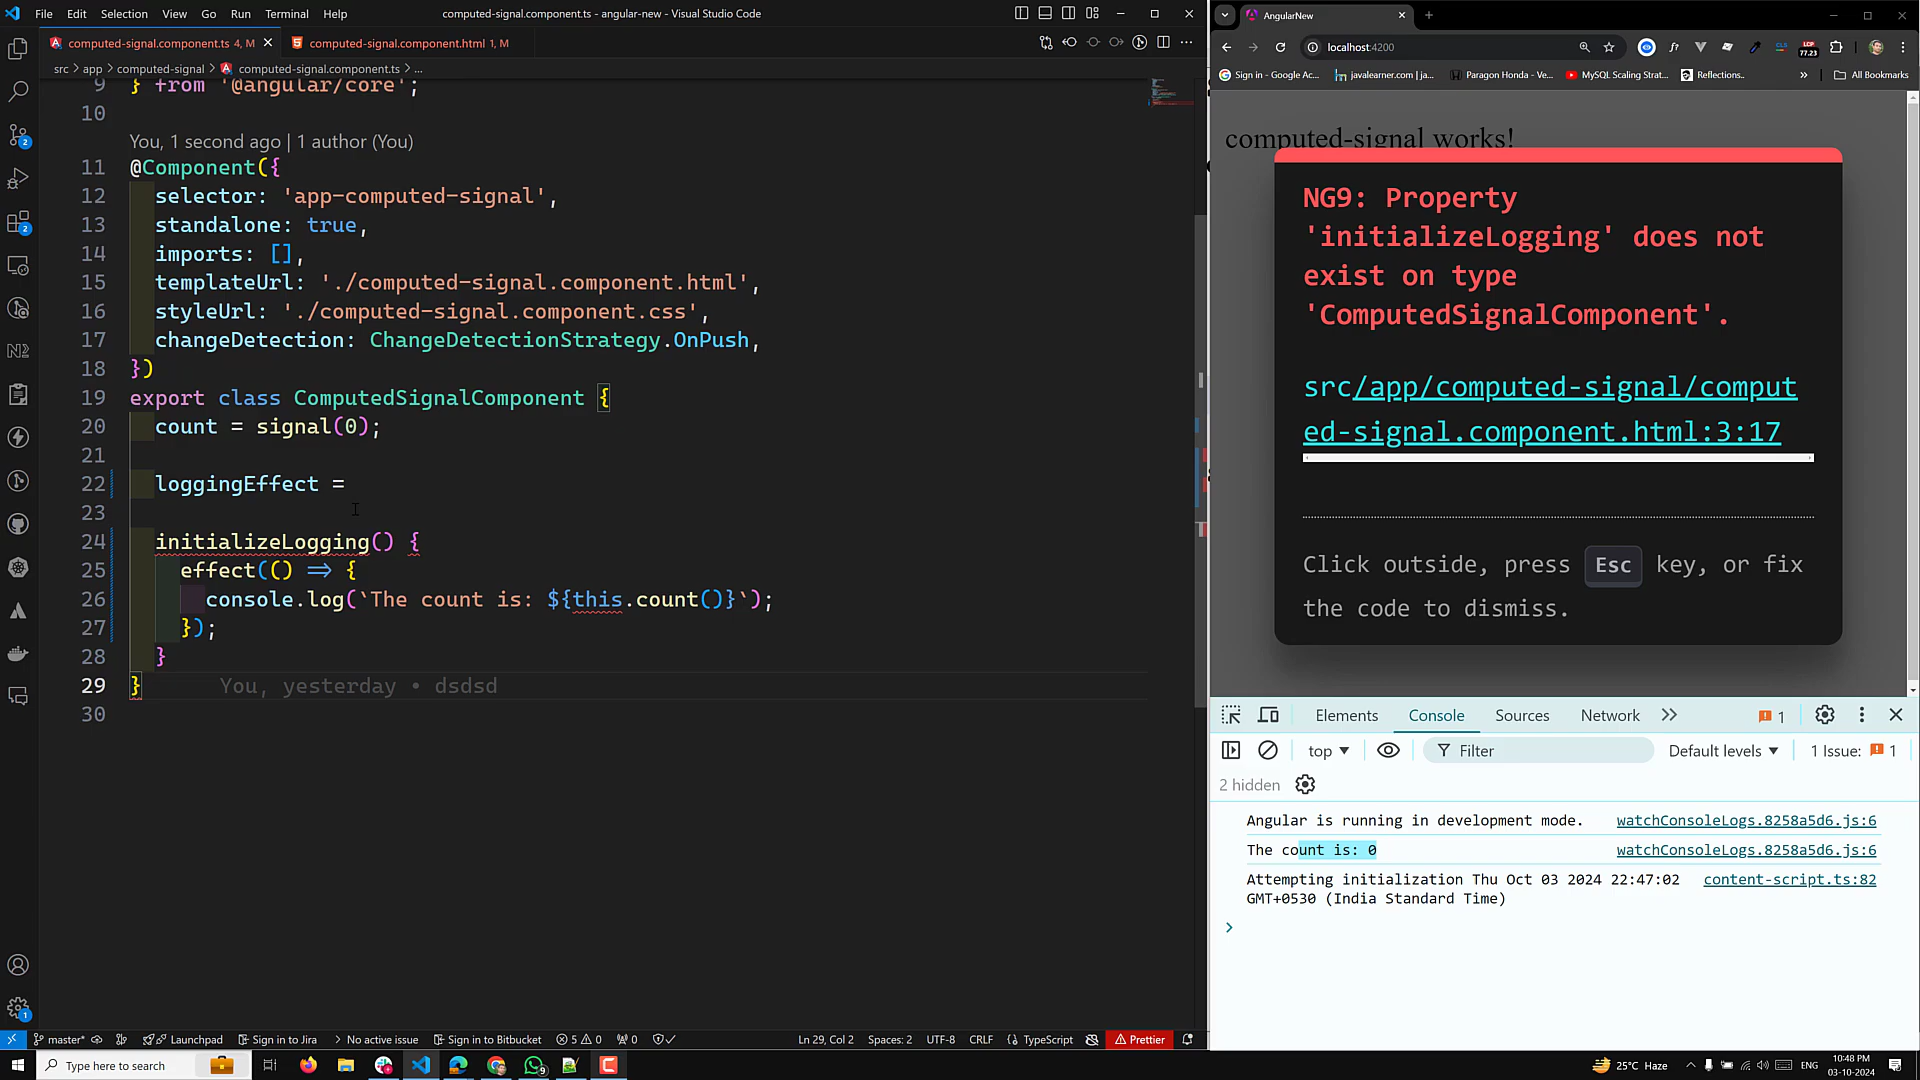 File Edit Selection View Go Run Terminal Help
computed-signal.component.ts - angular-new - Visual Studio Code
computed-signal.component.ts 4, M
computed-signal.component.html 1, M
src > app > computed-signal > computed-signal.component.ts > ...
9 } from '@angular/core';
10
You, 1 second ago | 1 author (You)
11 @Component({
12 selector: 'app-computed-signal',
13 standalone: true,
14 imports: [],
15 templateUrl: './computed-signal.component.html',
16 styleUrl: './computed-signal.component.css',
17 changeDetection: ChangeDetectionStrategy.OnPush,
18 })
19 export class ComputedSignalComponent {
20 count = signal(0);
21
22 loggingEffect =
23
24 initializeLogging() {
25 effect(() => {
26 console.log(`The count is: ${this.count()}`);
27 });
28 }
29 } You, yesterday • dsdsd
30
master* Launchpad Sign in to Jira No active issue Sign in to Bitbucket 5 0 0 Ln 29, Col 2 Spaces: 2 UTF-8 CRLF TypeScript Prettier
AngularNew
localhost:4200
Sign in - Google Ac... javalearner.com | ja... Paragon Honda - Ve... MySQL Scaling Strat... Reflections.. All Bookmarks
computed-signal works!
NG9: Property
'initializeLogging' does not
exist on type
'ComputedSignalComponent'.
src/app/computed-signal/comput
ed-signal.component.html:3:17
Click outside, press Esc key, or fix
the code to dismiss.
Elements Console Sources Network 1
top Filter Default levels 1 Issue: 1
2 hidden
Angular is running in development mode. watchConsoleLogs.8258a5d6.js:6
The count is: 0 watchConsoleLogs.8258a5d6.js:6
Attempting initialization Thu Oct 03 2024 22:47:02 content-script.ts:82
GMT+0530 (India Standard Time)
Type here to search
25°C Haze ENG 10:48 PM
03-10-2024